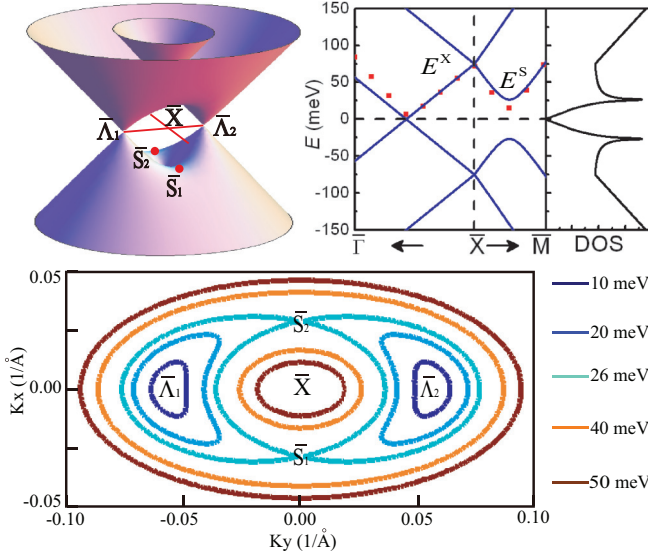 X̄
Λ̄₁
Λ̄₂
S̄₂
S̄₁
150
100
50
0
-50
-100
-150
E (meV)
Eˣ
Eˢ
Γ̄
←
X̄
→
M̄
DOS
0.05
0.00
-0.05
Kx (1/Å)
S̄₂
Λ̄₁
X̄
Λ̄₂
S̄₁
-0.10
-0.05
0.00
0.05
0.10
Ky (1/Å)
10 meV
20 meV
26 meV
40 meV
50 meV